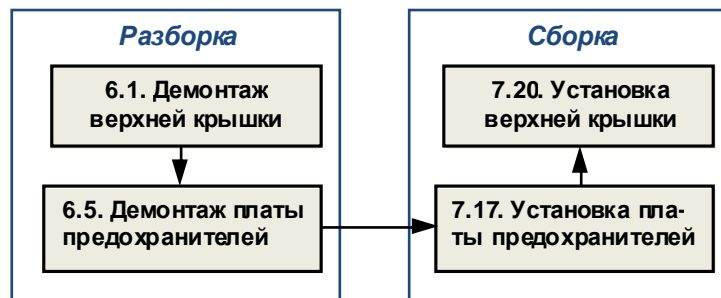 Разборка
6.1. Демонтаж
верхней крышки
6.5. Демонтаж платы
предохранителей
Сборка
7.20. Установка
верхней крышки
7.17. Установка пла-
ты предохранителей